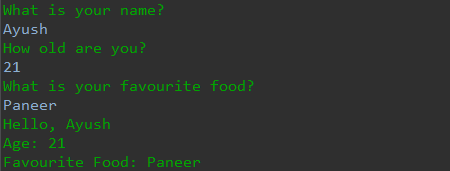 What is your name?
Ayush
How old are you?
21
What is your favourite food?
Paneer
Hello, Ayush
Age: 21
Favourite Food: Paneer